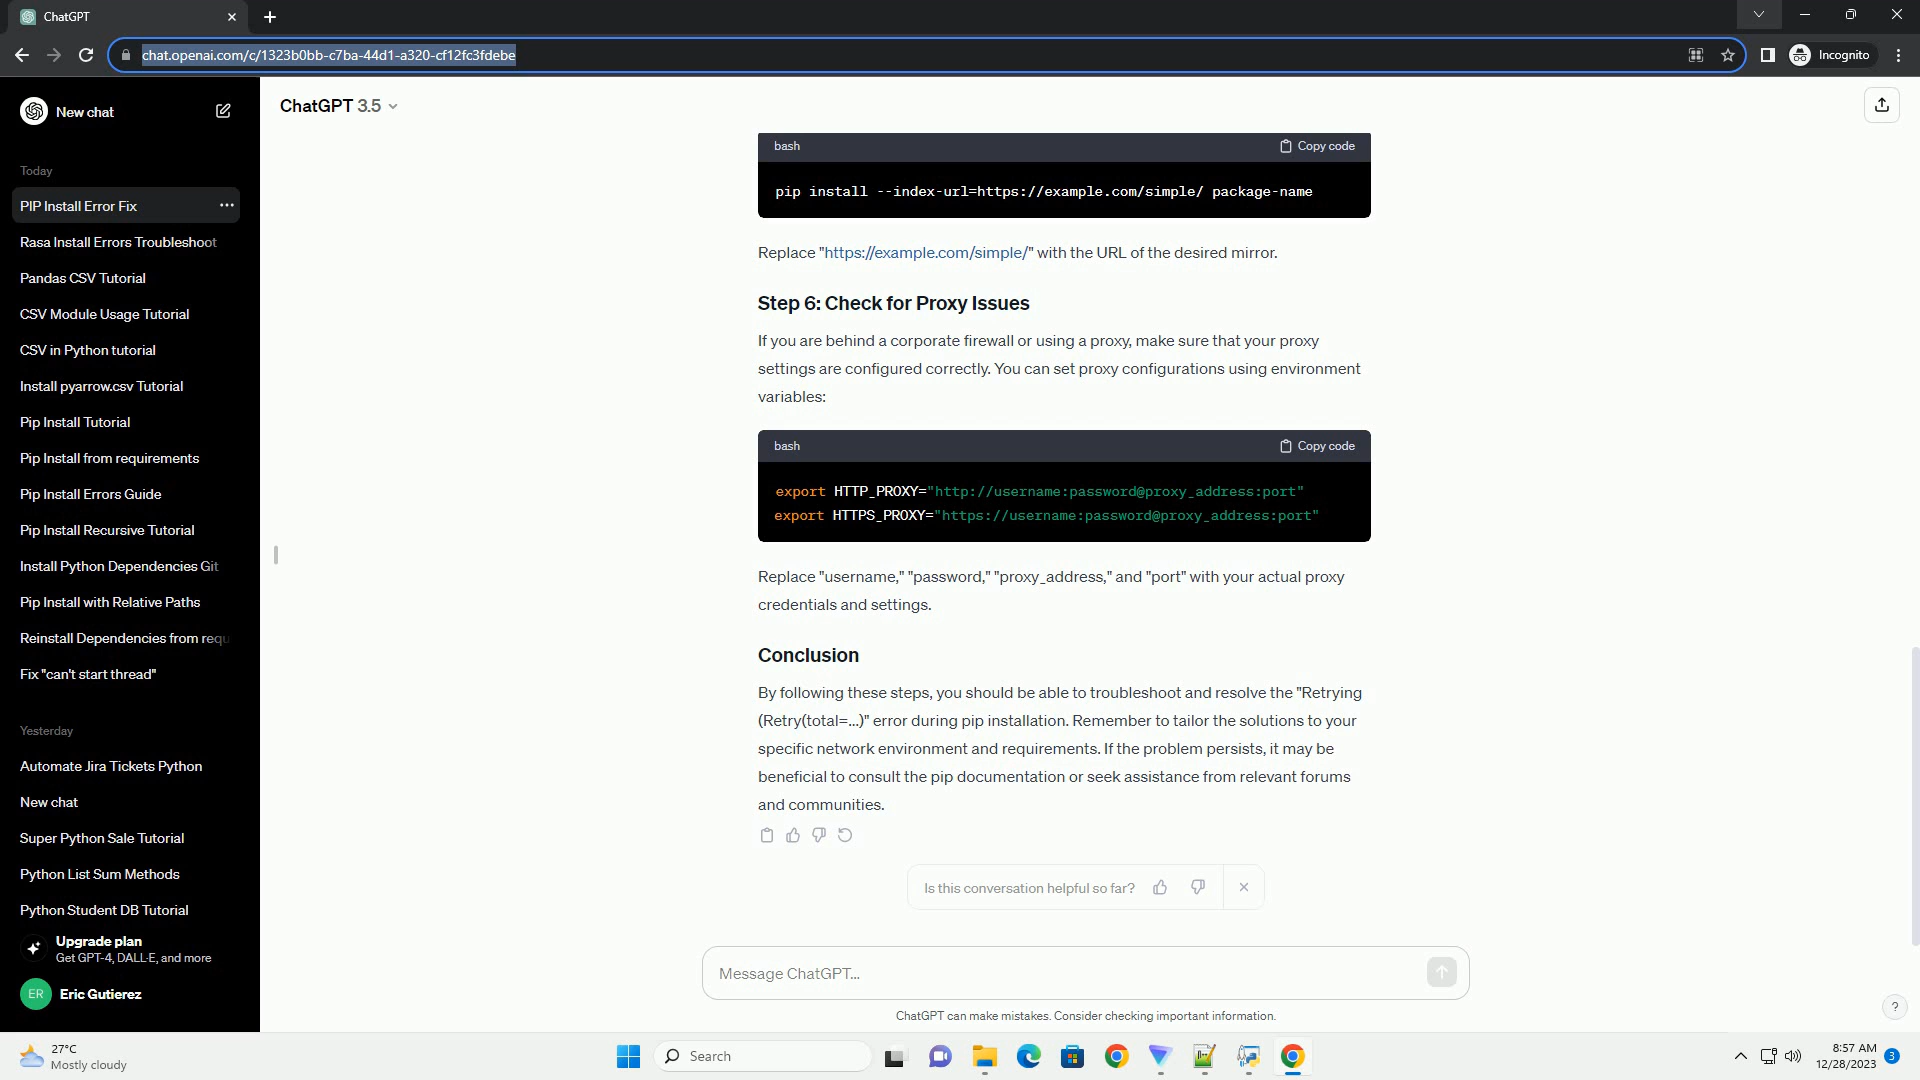 ChatGPT
chat.openai.com/c/1323b0bb-c7ba-44d1-a320-cf12fc3fdebe
Incognito
New chat
Today
PIP Install Error Fix
Rasa Install Errors Troubleshoot
Pandas CSV Tutorial
CSV Module Usage Tutorial
CSV in Python tutorial
Install pyarrow.csv Tutorial
Pip Install Tutorial
Pip Install from requirements
Pip Install Errors Guide
Pip Install Recursive Tutorial
Install Python Dependencies Git
Pip Install with Relative Paths
Reinstall Dependencies from requ
Fix "can't start thread"
Yesterday
Automate Jira Tickets Python
New chat
Super Python Sale Tutorial
Python List Sum Methods
Python Student DB Tutorial
Upgrade plan
Get GPT-4, DALL·E, and more
ER
Eric Gutierez
ChatGPT 3.5
bash
Copy code
pip install --index-url=https://example.com/simple/ package-name
Replace "https://example.com/simple/" with the URL of the desired mirror.
Step 6: Check for Proxy Issues
If you are behind a corporate firewall or using a proxy, make sure that your proxy
settings are configured correctly. You can set proxy configurations using environment
variables:
bash
Copy code
export HTTP_PROXY="http://username:password@proxy_address:port"
export HTTPS_PROXY="https://username:password@proxy_address:port"
Replace "username," "password," "proxy_address," and "port" with your actual proxy
credentials and settings.
Conclusion
By following these steps, you should be able to troubleshoot and resolve the "Retrying
(Retry(total=...)" error during pip installation. Remember to tailor the solutions to your
specific network environment and requirements. If the problem persists, it may be
beneficial to consult the pip documentation or seek assistance from relevant forums
and communities.
Is this conversation helpful so far?
Message ChatGPT...
ChatGPT can make mistakes. Consider checking important information.
?
27°C
Mostly cloudy
Search
8:57 AM
12/28/2023
3